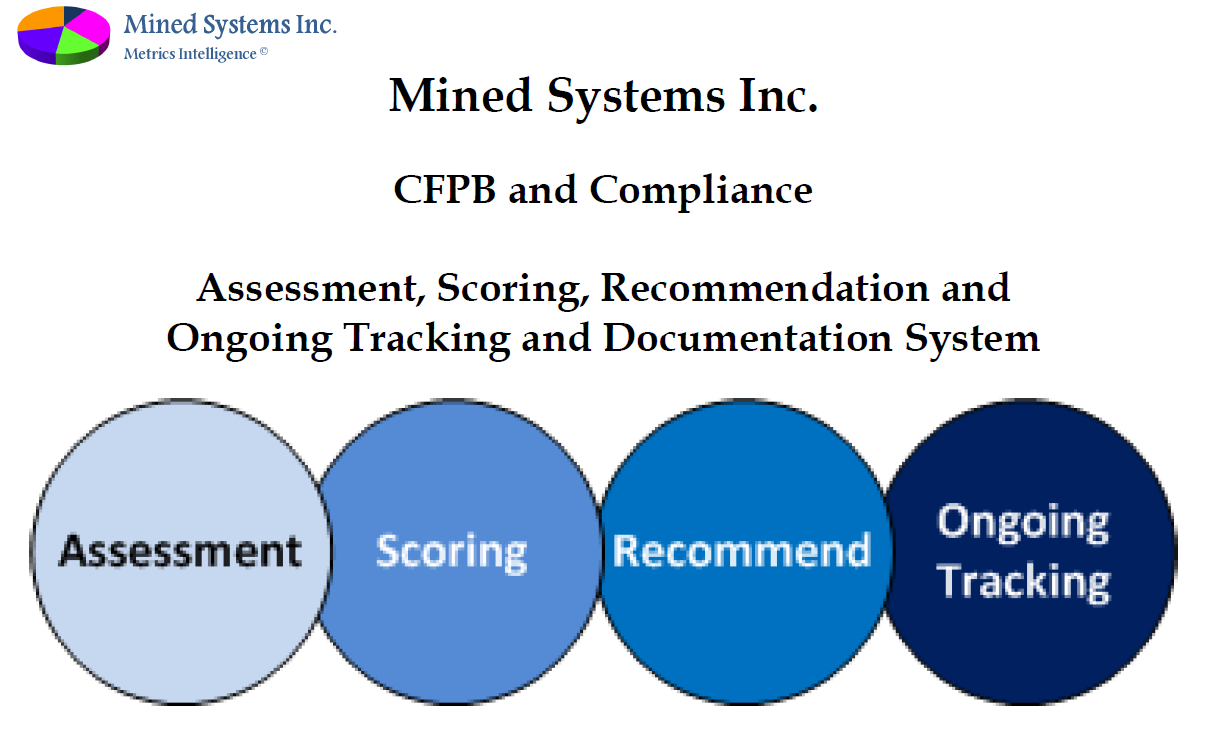 Mined Systems Inc.
Metrics Intelligence ©
Mined Systems Inc.
CFPB and Compliance
Assessment, Scoring, Recommendation and
Ongoing Tracking and Documentation System
Assessment
Scoring
Recommend
Ongoing
Tracking